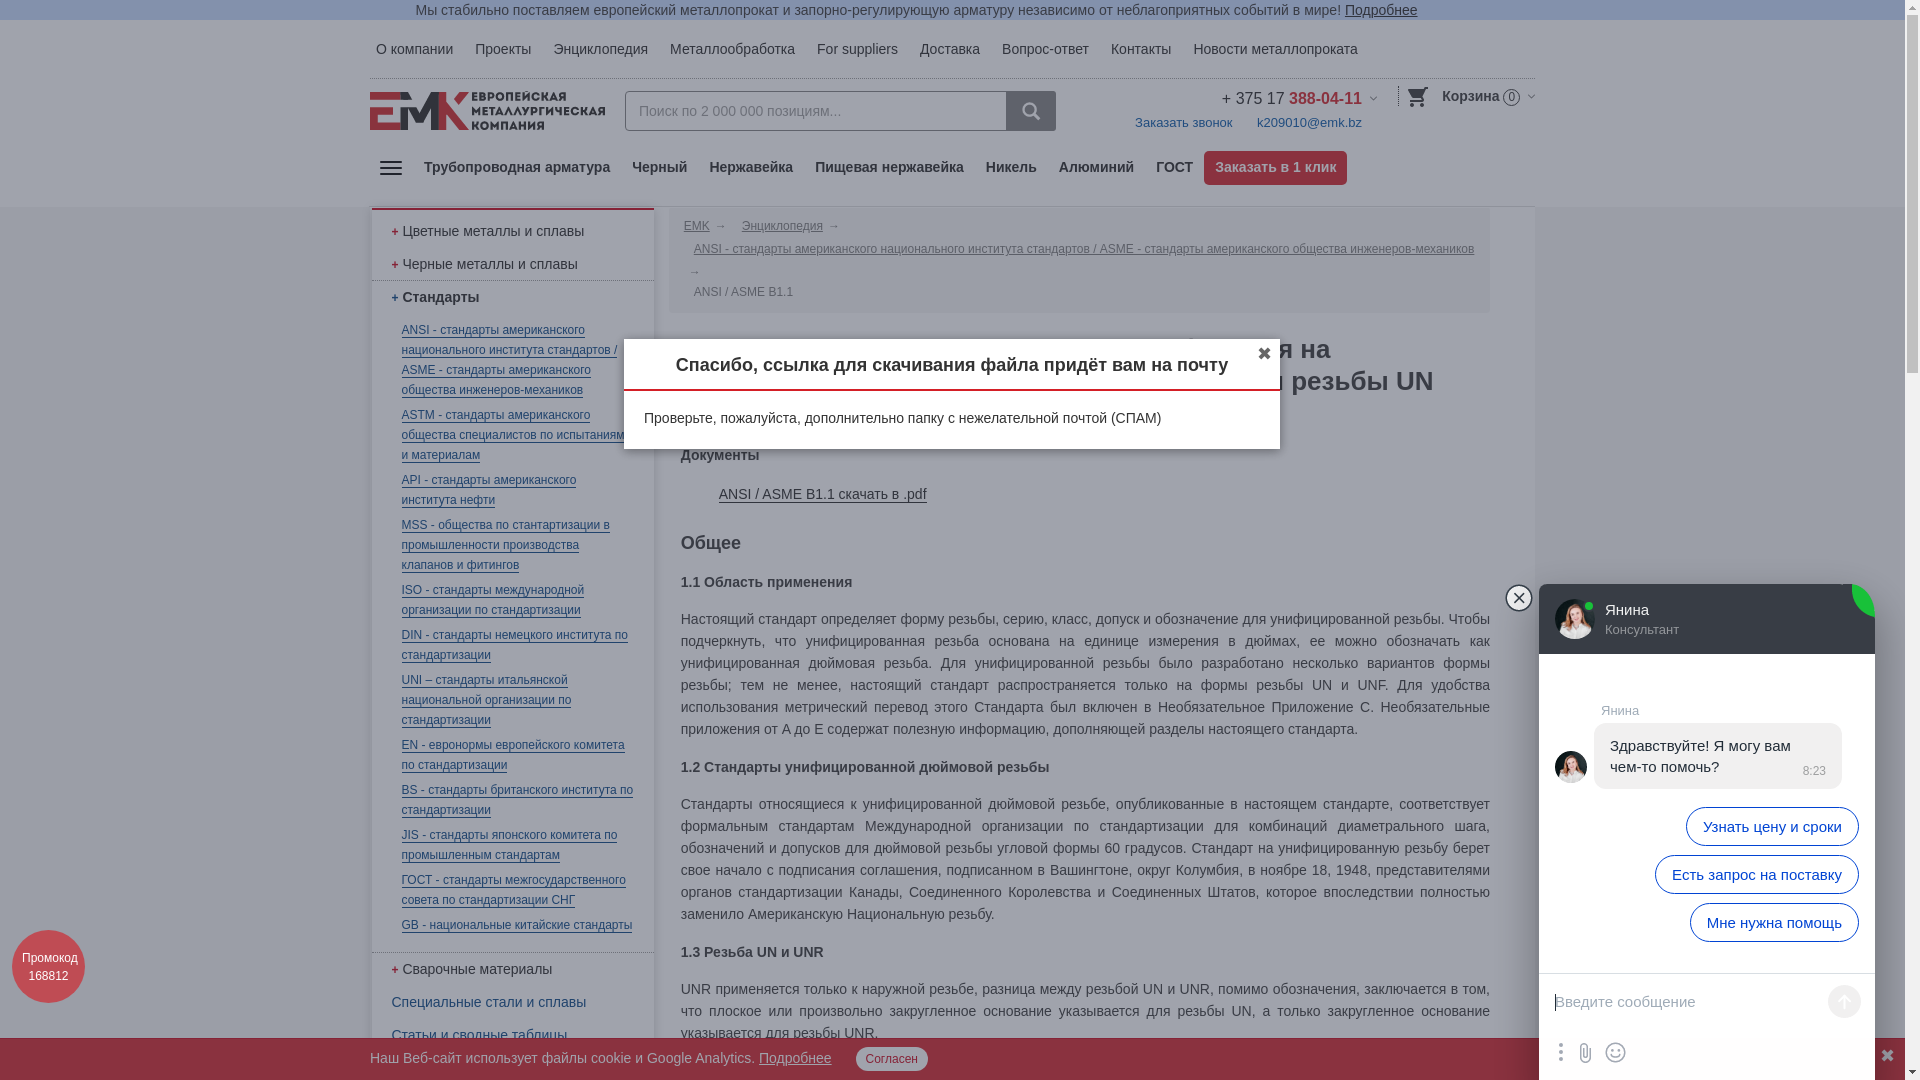 Мы стабильно поставляем европейский металлопрокат и запорно-регулирующую арматуру независимо от неблагоприятных событий в мире! Подробнее
О компании Проекты Энциклопедия Металлообработка For suppliers Доставка Вопрос-ответ Контакты Новости металлопроката
ЕМК ЕВРОПЕЙСКАЯ
МЕТАЛЛУРГИЧЕСКАЯ
КОМПАНИЯ
Поиск по 2 000 000 позициям...
+ 375 17 388-04-11
Заказать звонок k209010@emk.bz
Корзина 0
Трубопроводная арматура Черный Нержавейка Пищевая нержавейка Никель Алюминий ГОСТ Заказать в 1 клик
+ Цветные металлы и сплавы
+ Черные металлы и сплавы
+ Стандарты
ANSI - стандарты американского
национального института стандартов /
ASME - стандарты американского
общества инженеров-механиков
ASTM - стандарты американского
общества специалистов по испытаниям
и материалам
API - стандарты американского
института нефти
MSS - общества по стантартизации в
промышленности производства
клапанов и фитингов
ISO - стандарты международной
организации по стандартизации
DIN - стандарты немецкого института по
стандартизации
UNI – стандарты итальянской
национальной организации по
стандартизации
EN - евронормы европейского комитета
по стандартизации
BS - стандарты британского института по
стандартизации
JIS - стандарты японского комитета по
промышленным стандартам
ГОСТ - стандарты межгосударственного
совета по стандартизации СНГ
GB - национальные китайские стандарты
+ Сварочные материалы
Специальные стали и сплавы
Статьи и сводные таблицы
ЕМК → Энциклопедия →
ANSI - стандарты американского национального института стандартов / ASME - стандарты американского общества инженеров-механиков
→
ANSI / ASME B1.1
я на
резьбы UN
Спасибо, ссылка для скачивания файла придёт вам на почту
✖
Проверьте, пожалуйста, дополнительно папку с нежелательной почтой (СПАМ)
Документы
ANSI / ASME B1.1 скачать в .pdf
Общее
1.1 Область применения
Настоящий стандарт определяет форму резьбы, серию, класс, допуск и обозначение для унифицированной резьбы. Чтобы
подчеркнуть, что унифицированная резьба основана на единице измерения в дюймах, ее можно обозначать как
унифицированная дюймовая резьба. Для унифицированной резьбы было разработано несколько вариантов формы
резьбы; тем не менее, настоящий стандарт распространяется только на формы резьбы UN и UNF. Для удобства
использования метрический перевод этого Стандарта был включен в Необязательное Приложение C. Необязательные
приложения от A до E содержат полезную информацию, дополняющей разделы настоящего стандарта.
1.2 Стандарты унифицированной дюймовой резьбы
Стандарты относящиеся к унифицированной дюймовой резьбе, опубликованные в настоящем стандарте, соответствует
формальным стандартам Международной организации по стандартизации для комбинаций диаметрального шага,
обозначений и допусков для дюймовой резьбы угловой формы 60 градусов. Стандарт на унифицированную резьбу берет
свое начало с подписания соглашения, подписанном в Вашингтоне, округ Колумбия, в ноябре 18, 1948, представителями
органов стандартизации Канады, Соединенного Королевства и Соединенных Штатов, которое впоследствии полностью
заменило Американскую Национальную резьбу.
1.3 Резьба UN и UNR
UNR применяется только к наружной резьбе, разница между резьбой UN и UNR, помимо обозначения, заключается в том,
что плоское или произвольно закругленное основание указывается для резьбы UN, а только закругленное основание
указывается для резьбы UNR.
Промокод
168812
Наш Веб-сайт использует файлы cookie и Google Analytics. Подробнее Согласен
✖
Янина
Консультант
Янина
Здравствуйте! Я могу вам
чем-то помочь?
8:23
Узнать цену и сроки
Есть запрос на поставку
Мне нужна помощь
Введите сообщение